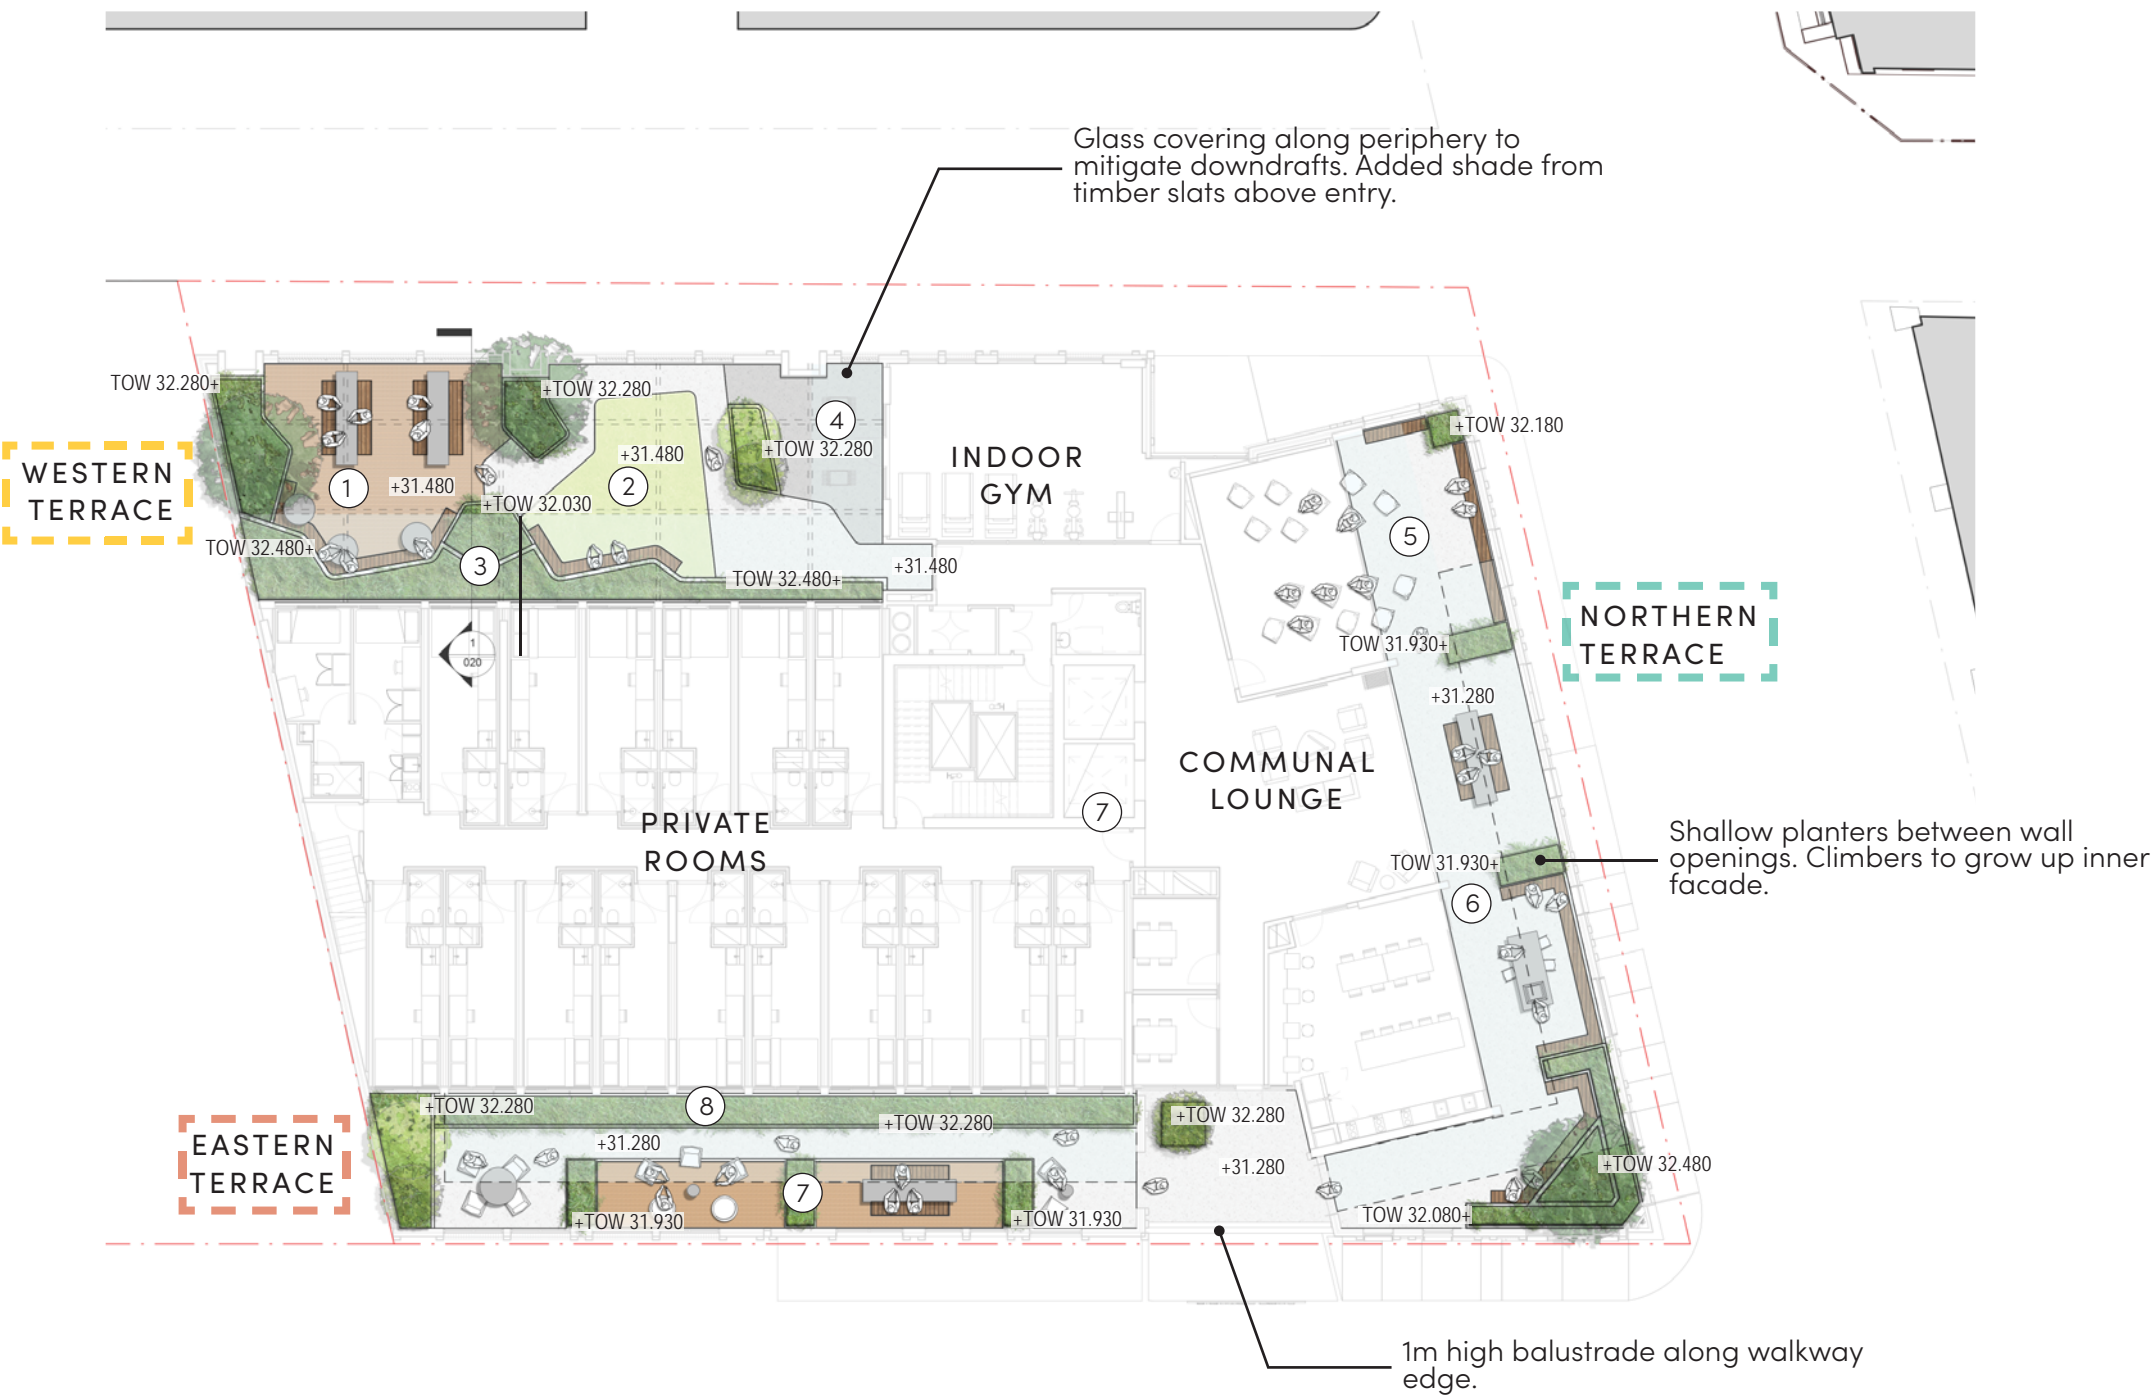 Glass covering along periphery to
mitigate downdrafts. Added shade from
timber slats above entry.
TOW 32.280+
+TOW 32.280
4
+TOW 32.280
+TOW 32.180
WESTERN
TERRACE
1
+31.480
+31.480
2
+TOW 32.030
INDOOR
GYM
5
TOW 32.480+
3
TOW 32.480+
+31.480
NORTHERN
TERRACE
TOW 31.930+
1
020
+31.280
COMMUNAL
LOUNGE
PRIVATE
ROOMS
7
Shallow planters between wall
openings. Climbers to grow up inner
facade.
TOW 31.930+
6
EASTERN
TERRACE
+TOW 32.280
8
+TOW 32.280
+TOW 32.280
+31.280
+31.280
+TOW 32.480
7
+TOW 31.930
+TOW 31.930
TOW 32.080+
1m high balustrade along walkway
edge.